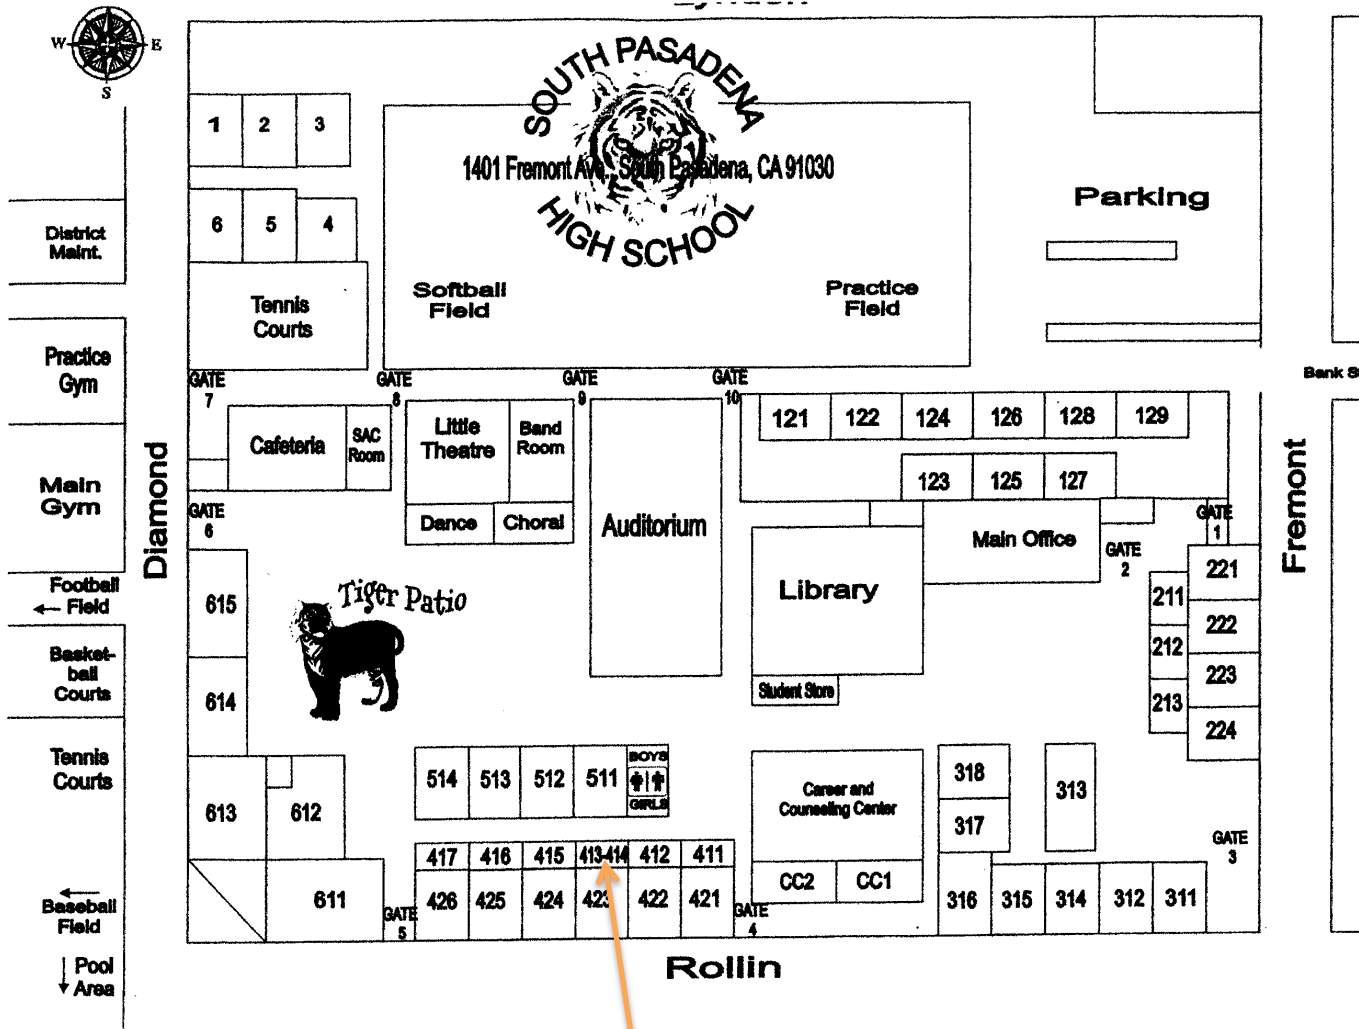 W
E
S
SOUTH PASADENA
1401 Fremont Ave., South Pasadena, CA 91030
HIGH SCHOOL
1
2
3
6
5
4
Tennis
Courts
Softball
Field
Practice
Field
Parking
District
Maint.
Practice
Gym
Main
Gym
Football
Field
Basket-
ball
Courts
Tennis
Courts
Baseball
Field
Pool
Area
Diamond
GATE
7
GATE
8
GATE
9
GATE
10
Bank
Cafeteria
SAC
Room
Little
Theatre
Band
Room
Dance
Choral
Auditorium
121
122
124
126
128
129
123
125
127
Main Office
Library
Student Store
GATE
1
GATE
2
Fremont
221
211
222
212
223
213
224
GATE
6
615
614
Tiger Patio
613
612
611
514
513
512
511
BOYS
GIRLS
417
416
415
413-414
412
411
426
425
424
423
422
421
GATE
5
GATE
4
Career and
Counseling Center
CC2
CC1
318
317
313
316
315
314
312
311
GATE
3
Rollin